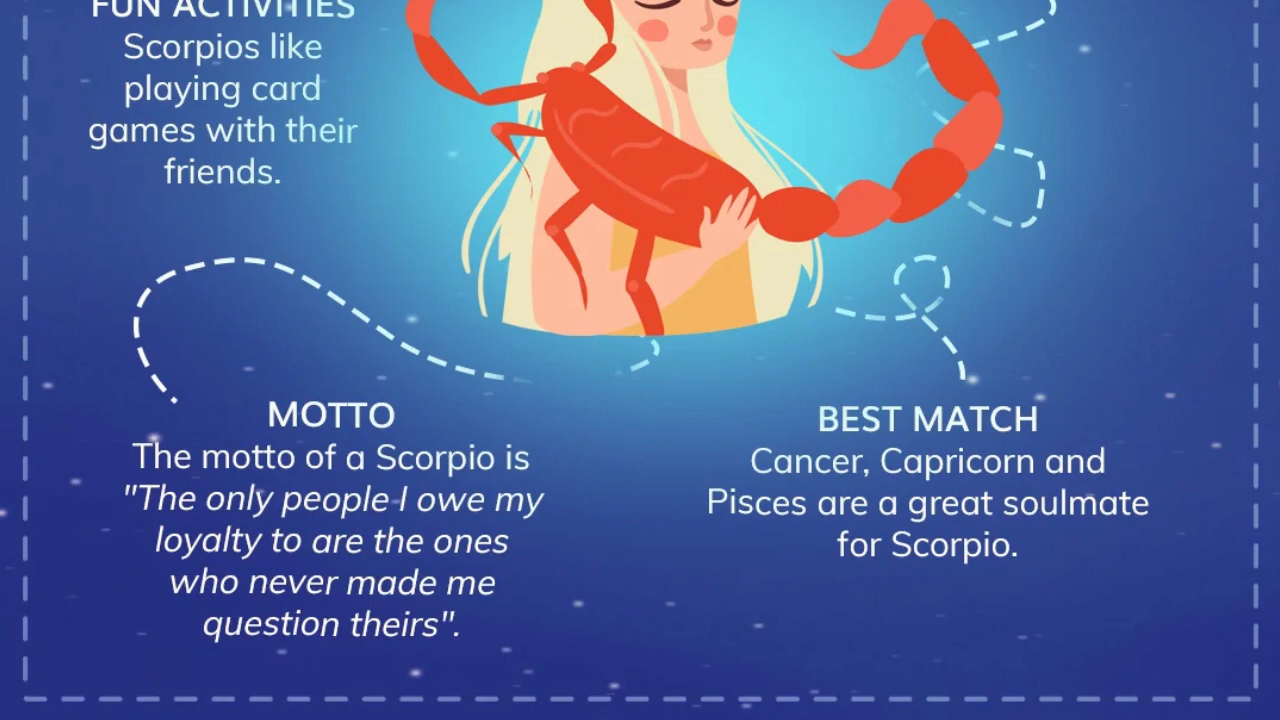 FUN ACTIVITIES
Scorpios like
playing card
games with their
friends.
MOTTO
The motto of a Scorpio is
"The only people I owe my
loyalty to are the ones
who never made me
question theirs".
BEST MATCH
Cancer, Capricorn and
Pisces are a great soulmate
for Scorpio.